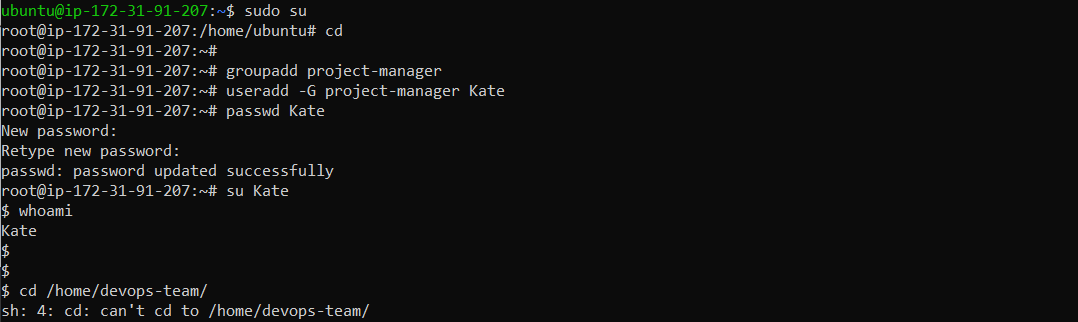 ubuntu@ip-172-31-91-207:~$ sudo su
root@ip-172-31-91-207:/home/ubuntu# cd
root@ip-172-31-91-207:~#
root@ip-172-31-91-207:~# groupadd project-manager
root@ip-172-31-91-207:~# useradd -G project-manager Kate
root@ip-172-31-91-207:~# passwd Kate
New password:
Retype new password:
passwd: password updated successfully
root@ip-172-31-91-207:~# su Kate
$ whoami
Kate
$
$
$ cd /home/devops-team/
sh: 4: cd: can't cd to /home/devops-team/